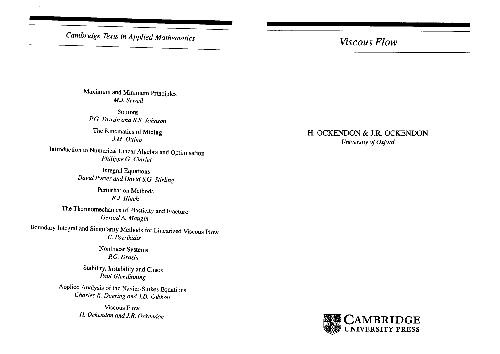 Cambridge Texts in Applied Mathematics
Maximum and Minimum Principles
M.J. Sewell
Solitons
P.G. Drazin and R.S. Johnson
The Kinematics of Mixing
J.M. Ottino
Introduction to Numerical Linear Algebra and Optimisation
Philippe G. Ciarlet
Integral Equations
David Porter and David S.G. Stirling
Perturbation Methods
E.J. Hinch
The Thermomechanics of Plasticity and Fracture
Gerard A. Maugin
Boundary Integral and Singularity Methods for Linearized Viscous Flow
C. Pozrikidis
Nonlinear Systems
P.G. Drazin
Stability, Instability and Chaos
Paul Glendinning
Applied Analysis of the Navier-Stokes Equations
Charles R. Doering and J.D. Gibbon
Viscous Flow
H. Ockendon and J.R. Ockendon
Viscous Flow
H. OCKENDON & J.R. OCKENDON
University of Oxford
CAMBRIDGE
UNIVERSITY PRESS